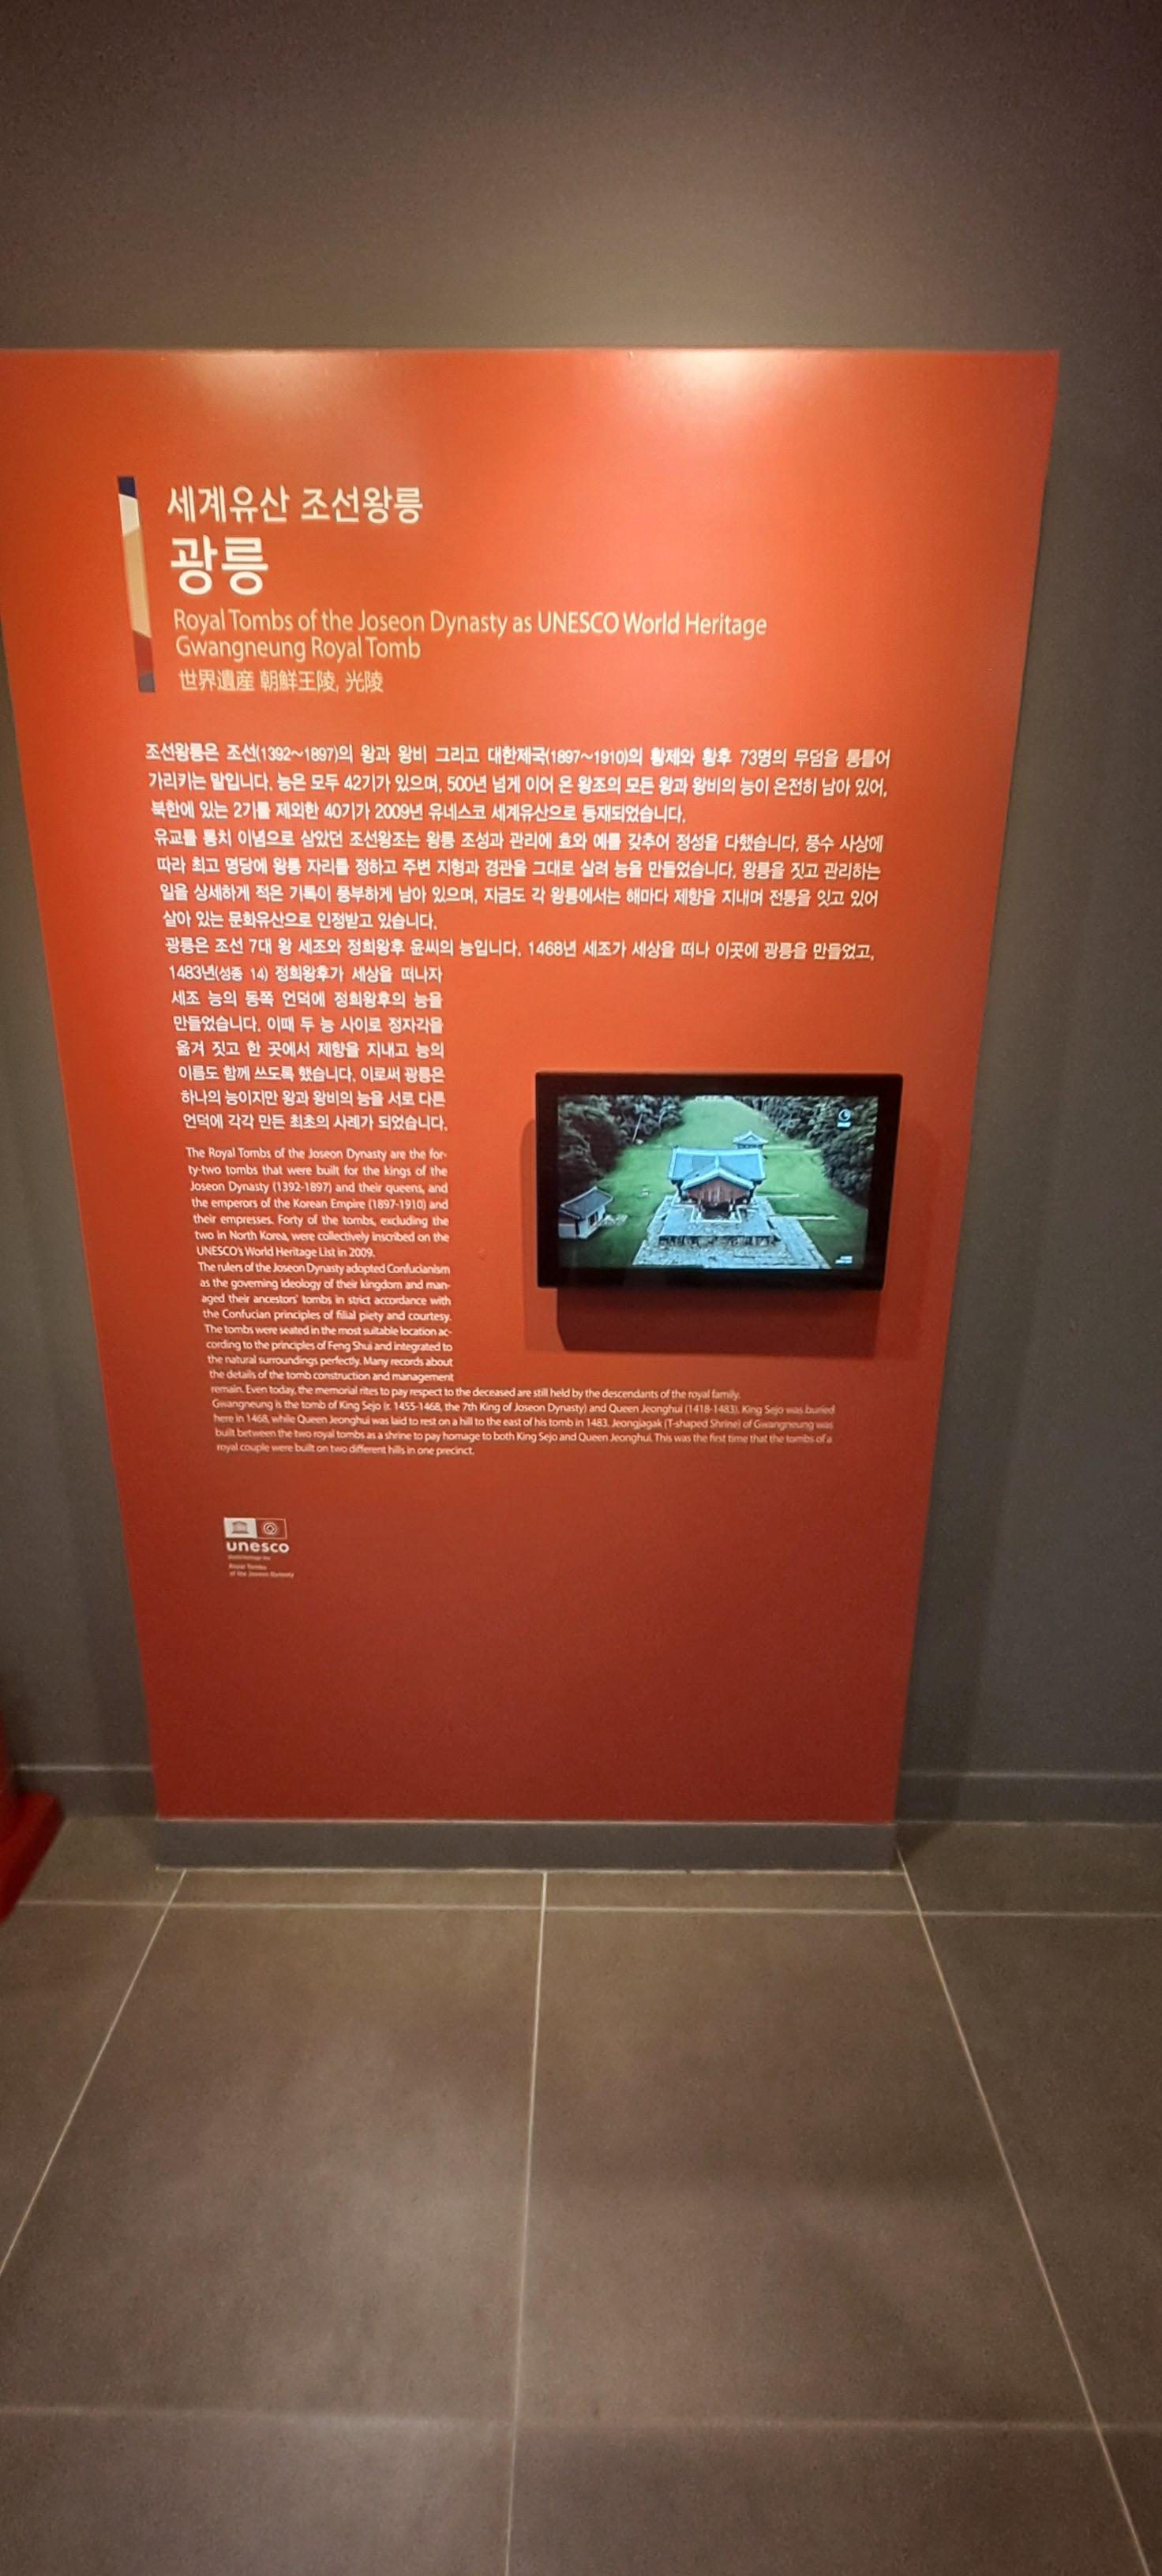 세계유산 조선왕릉
광릉
Royal Tombs of the Joseon Dynasty as UNESCO World Heritage
Gwangneung Royal Tomb
世界遺産 朝鮮王陵, 光陵
조선왕릉은 조선(1392~1897)의 왕과 왕비 그리고 대한제국(1897~1910)의 황제와 황후 73명의 무덤을 통틀어
가리키는 말입니다. 능은 모두 42기가 있으며, 500년 넘게 이어 온 왕조의 모든 왕과 왕비의 능이 온전히 남아 있어,
북한에 있는 2기를 제외한 40기가 2009년 유네스코 세계유산으로 등재되었습니다.
유교를 통치 이념으로 삼았던 조선왕조는 왕릉 조성과 관리에 효와 예를 갖추어 정성을 다했습니다. 풍수 사상에
따라 최고 명당에 왕릉 자리를 정하고 주변 지형과 경관을 그대로 살려 능을 만들었습니다. 왕릉을 짓고 관리하는
일을 상세하게 적은 기록이 풍부하게 남아 있으며, 지금도 각 왕릉에서는 해마다 제향을 지내며 전통을 잇고 있어
살아 있는 문화유산으로 인정받고 있습니다.
광릉은 조선 7대 왕 세조와 정희왕후 윤씨의 능입니다. 1468년 세조가 세상을 떠나 이곳에 광릉을 만들었고,
1483년(성종 14) 정희왕후가 세상을 떠나자
세조 능의 동쪽 언덕에 정희왕후의 능을
만들었습니다. 이때 두 능 사이로 정자각을
옮겨 짓고 한 곳에서 제향을 지내고 능의
이름도 함께 쓰도록 했습니다. 이로써 광릉은
하나의 능이지만 왕과 왕비의 능을 서로 다른
언덕에 각각 만든 최초의 사례가 되었습니다.
The Royal Tombs of the Joseon Dynasty are the for-
ty-two tombs that were built for the kings of the
Joseon Dynasty (1392-1897) and their queens, and
the emperors of the Korean Empire (1897-1910) and
their empresses. Forty of the tombs, excluding the
two in North Korea, were collectively inscribed on the
UNESCO's World Heritage List in 2009.
The rulers of the Joseon Dynasty adopted Confucianism
as the governing ideology of their kingdom and man-
aged their ancestors' tombs in strict accordance with
the Confucian principles of filial piety and courtesy.
The tombs were seated in the most suitable location ac-
cording to the principles of Feng Shui and integrated to
the natural surroundings perfectly. Many records about
the details of the tomb construction and management
remain. Even today, the memorial rites to pay respect to the deceased are still held by the descendants of the royal family.
Gwangneung is the tomb of King Sejo (r. 1455-1468, the 7th King of Joseon Dynasty) and Queen Jeonghui (1418-1483). King Sejo was buried
here in 1468, while Queen Jeonghui was laid to rest on a hill to the east of his tomb in 1483. Jeongjagak (T-shaped Shrine) of Gwangneung was
built between the two royal tombs as a shrine to pay homage to both King Sejo and Queen Jeonghui. This was the first time that the tombs of a
royal couple were built on two different hills in one precinct.
unesco
Royal Tombs
of the Joseon Dynasty